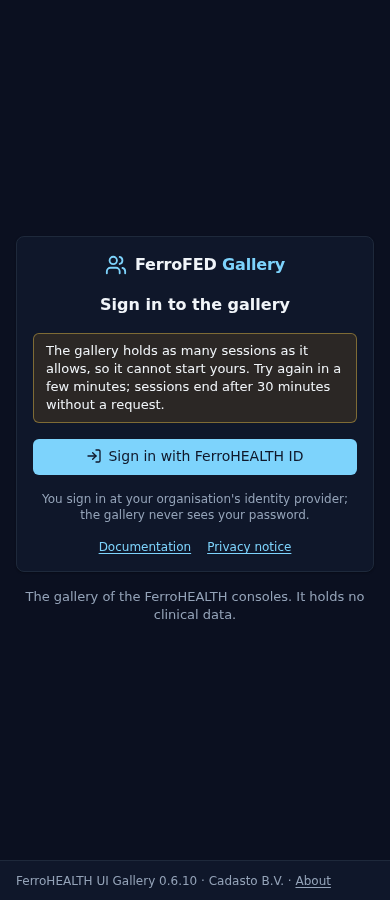 FerroFED Gallery
Sign in to the gallery
The gallery holds as many sessions as it
allows, so it cannot start yours. Try again in a
few minutes; sessions end after 30 minutes
without a request.
Sign in with FerroHEALTH ID
You sign in at your organisation's identity provider;
the gallery never sees your password.
Documentation Privacy notice
The gallery of the FerroHEALTH consoles. It holds no
clinical data.
FerroHEALTH UI Gallery 0.6.10 · Cadasto B.V. · About